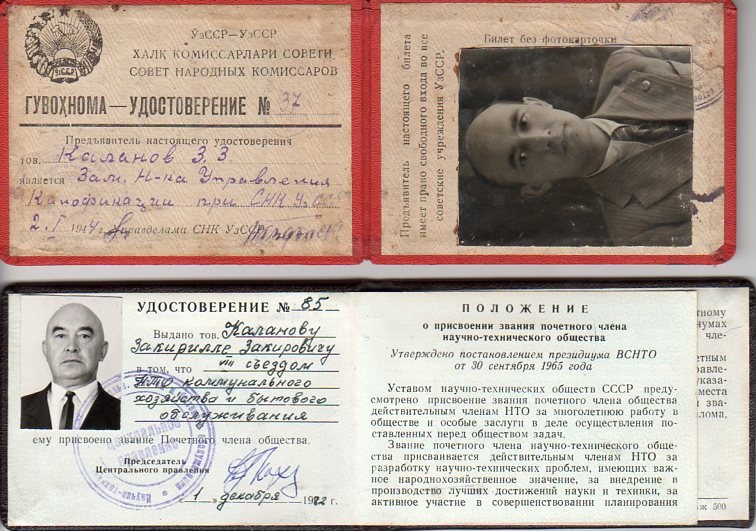 УзССР—УзССР
ХАЛҚ КОМИССАРЛАРИ СОВЕТИ
СОВЕТ НАРОДНЫХ КОМИССАРОВ
ГУВОҲНОМА—УДОСТОВЕРЕНИЕ № 37
Предъявитель настоящего удостоверения
тов. Каланов З. З
является Зам. Н-ка Управления
при СНК УзССР
2. I 1944 г. Управделами СНК УзССР
Билет без фотокарточки
Предъявитель настоящего билета
имеет право свободного входа во все
советские учреждения УзССР.
УДОСТОВЕРЕНИЕ № 85
Выдано тов. Каланову
Закирилле Закировичу
в том, что VIII съездом
НТО коммунального
хозяйства и бытового
обслуживания
ему присвоено звание Почетного члена общества.
Председатель
Центрального правления
„1" декабря 1982 г.
ПОЛОЖЕНИЕ
о присвоении звания почетного члена
научно-технического общества
Утверждено постановлением президиума ВСНТО
от 30 сентября 1965 года
Уставом научно-технических обществ СССР преду-
смотрено присвоение звания почетного члена общества
действительным членам НТО за многолетнюю работу в
обществе и особые заслуги в деле осуществления по-
ставленных перед обществом задач.
Звание почетного члена научно-технического обще-
ства присваивается действительным членам НТО за
разработку научно-технических проблем, имеющих важ-
ное народнохозяйственное значение, за внедрение в
производство лучших достижений науки и техники, за
активное участие в совершенствовании планирования
ж 500